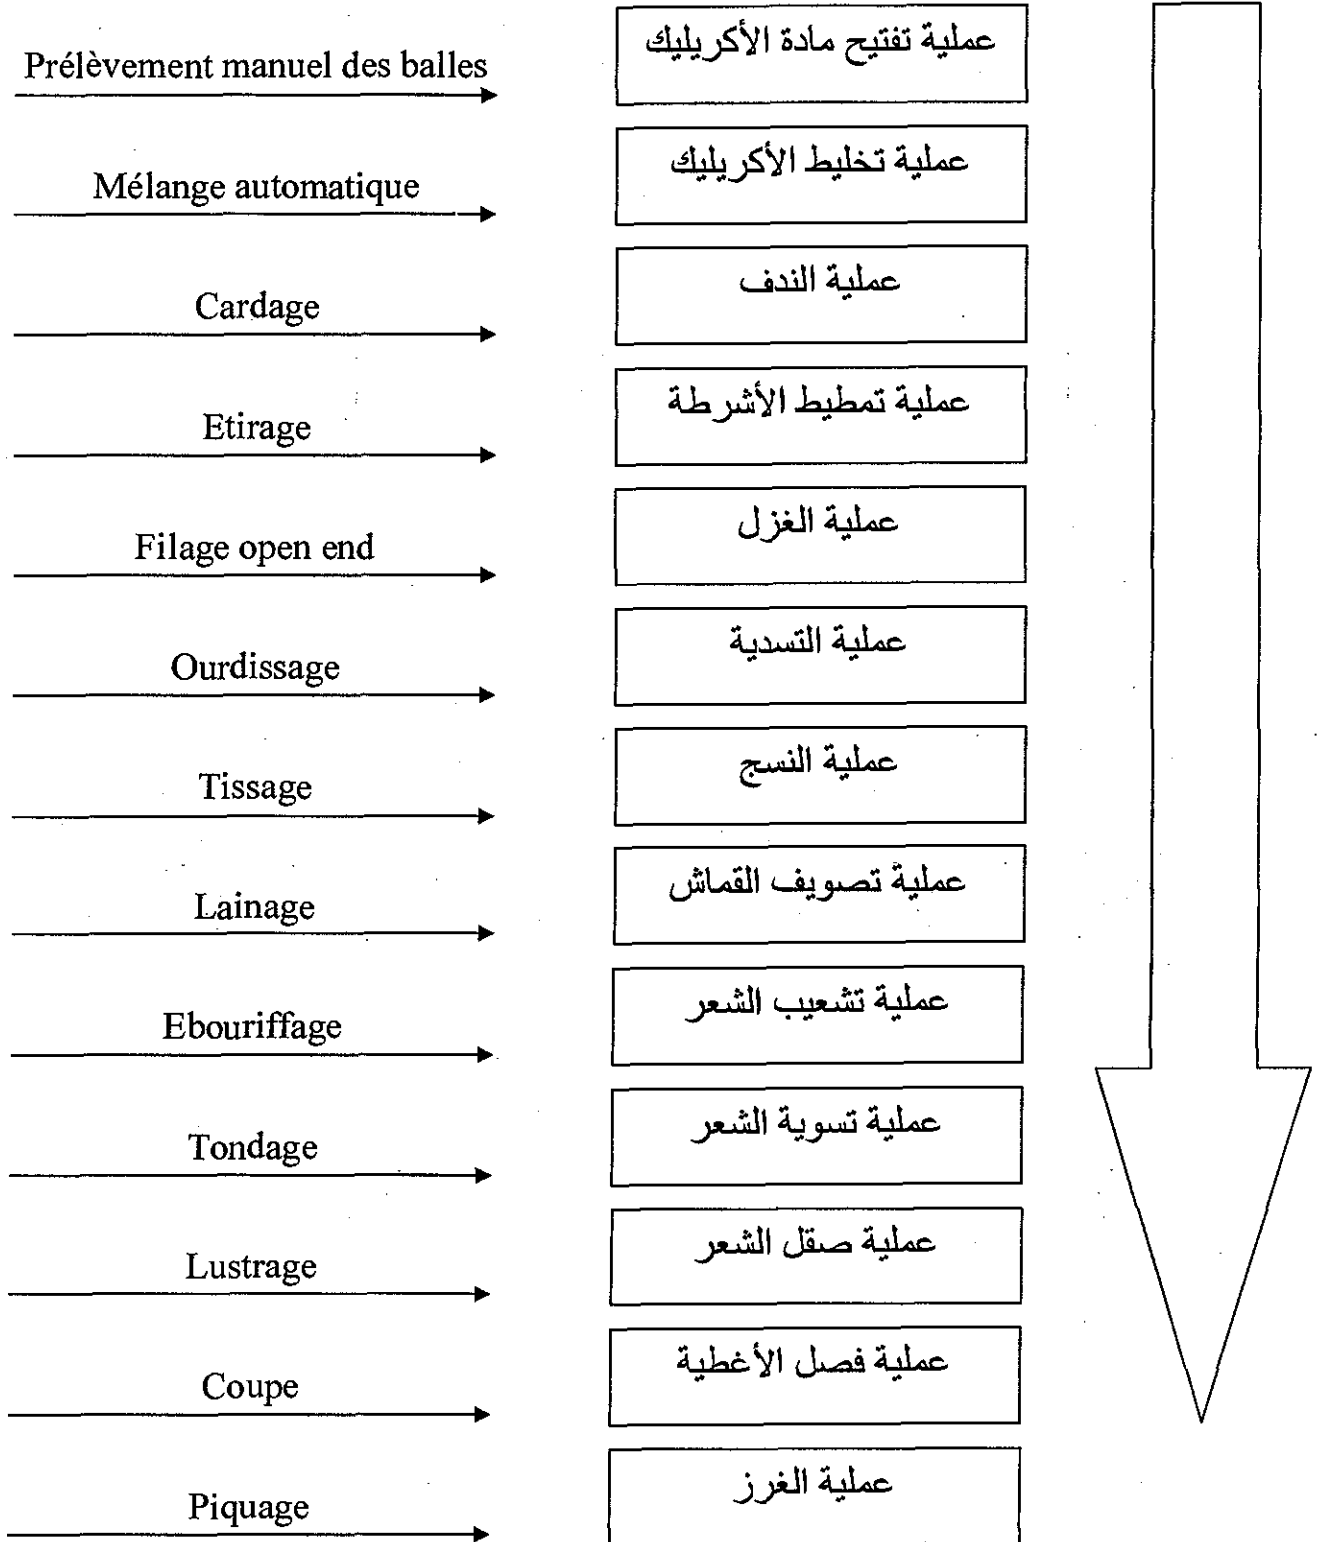 Prélèvement manuel des balles
عملية تفتيح مادة الأكريليك
Mélange automatique
عملية تخليط الأكريليك
Cardage
عملية الندف
Etirage
عملية تمطيط الأشرطة
Filage open end
عملية الغزل
Ourdissage
عملية التسدية
Tissage
عملية النسج
Lainage
عملية تصويف القماش
Ebouriffage
عملية تشعيب الشعر
Tondage
عملية تسوية الشعر
Lustrage
عملية صقل الشعر
Coupe
عملية فصل الأغطية
Piquage
عملية الغرز